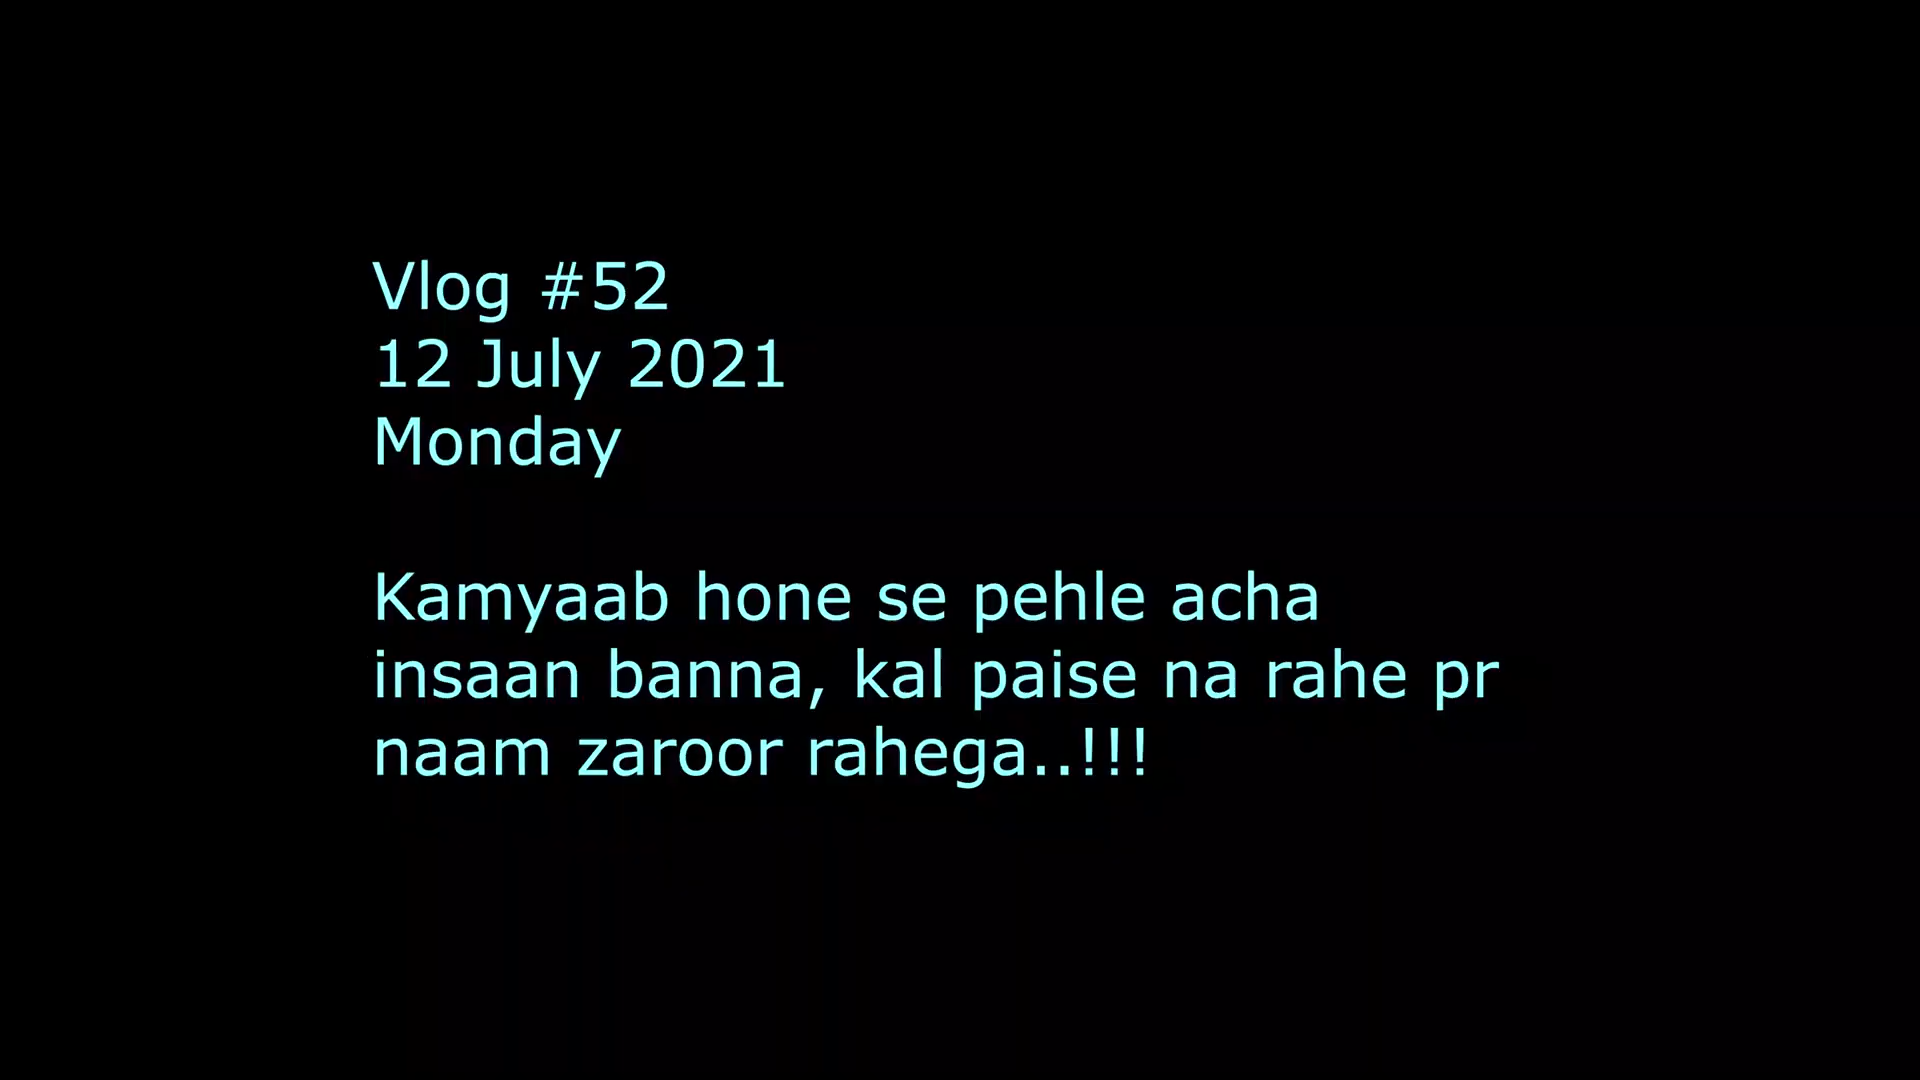 Vlog #52
12 July 2021
Monday
Kamyaab hone se pehle acha
insaan banna, kal paise na rahe pr
naam zaroor rahega..!!!